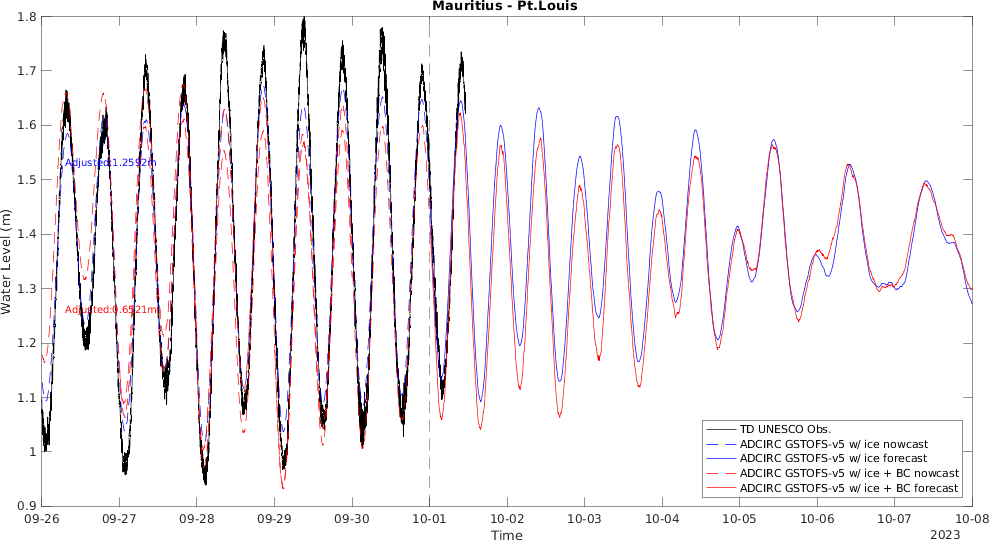 Mauritius - Pt.Louis
Water Level (m)
1.8
1.7
1.6
1.5
1.4
1.3
1.2
1.1
1
0.9
Adjusted:1.2592m
Adjusted:0.6521m
TD UNESCO Obs.
ADCIRC GSTOFS-v5 w/ ice nowcast
ADCIRC GSTOFS-v5 w/ ice forecast
ADCIRC GSTOFS-v5 w/ ice + BC nowcast
ADCIRC GSTOFS-v5 w/ ice + BC forecast
09-26 09-27 09-28 09-29 09-30 10-01 10-02 10-03 10-04 10-05 10-06 10-07 10-08
Time
2023